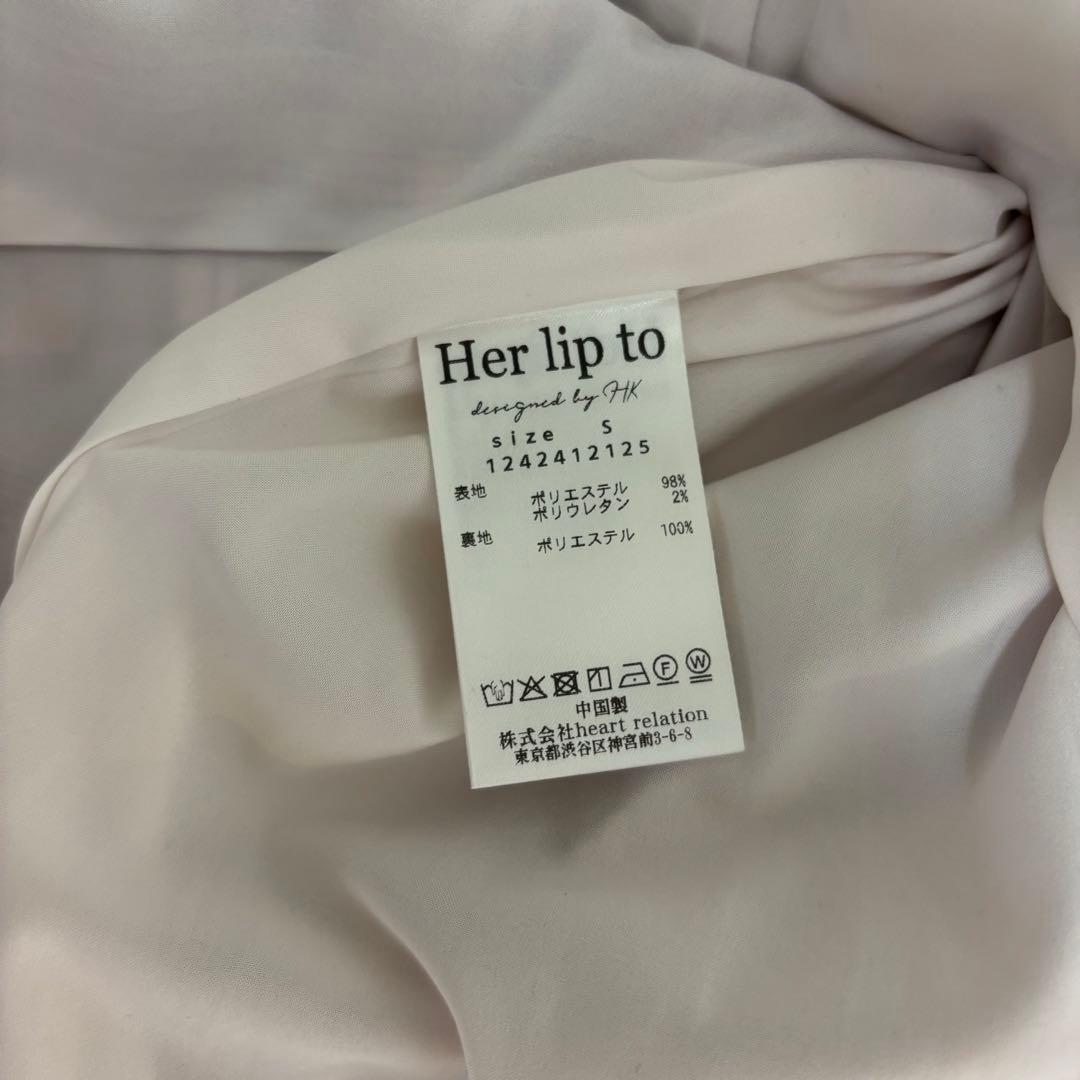 Her lip to
designed by HK
size S
1242412125
表地 ポリエステル 98%
ポリウレタン 2%
裏地 ポリエステル 100%
F W
中国製
株式会社heart relation
東京都渋谷区神宮前3-6-8